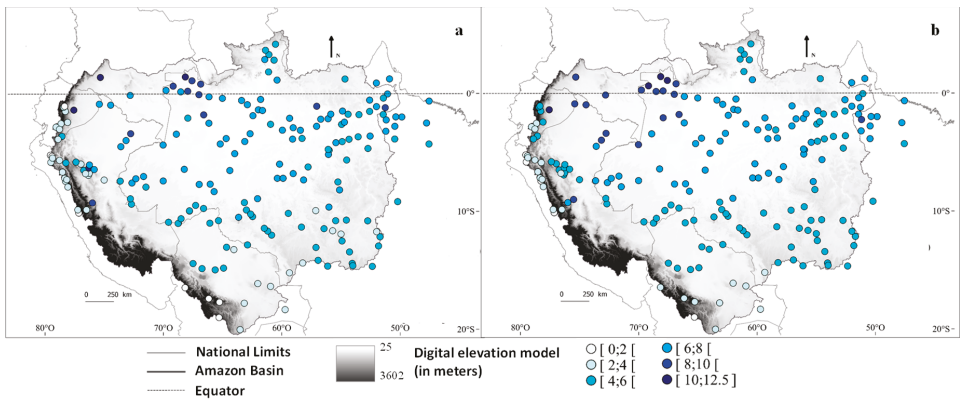 a
b
N
N
0°
0°
10°S
10°S
0 250 km
0 250 km
20°S
20°S
80°O 70°O 60°O 50°O
80°O 70°O 60°O 50°O
National Limits
Amazon Basin
Equator
25
3602
Digital elevation model
(in meters)
[ 0;2 [
[ 2;4 [
[ 4;6 [
[ 6;8 [
[ 8;10 [
[ 10;12.5 ]